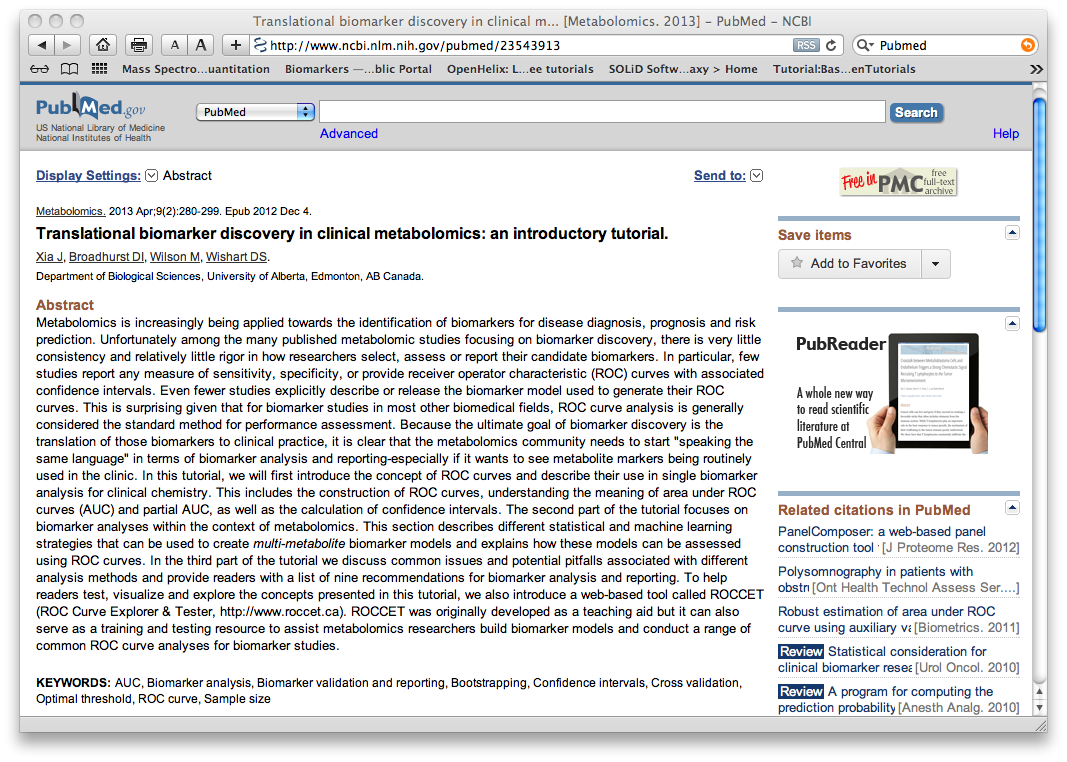 Translational biomarker discovery in clinical m... [Metabolomics. 2013] – PubMed – NCBI
A A + http://www.ncbi.nlm.nih.gov/pubmed/23543913 RSS Pubmed
Mass Spectro...uantitation Biomarkers —...blic Portal OpenHelix: L...ee tutorials SOLiD Softw...axy > Home Tutorial:Bas...enTutorials
PubMed.gov
US National Library of Medicine
National Institutes of Health
PubMed Search
Advanced Help
Display Settings: Abstract Send to:
Metabolomics. 2013 Apr;9(2):280-299. Epub 2012 Dec 4.
Translational biomarker discovery in clinical metabolomics: an introductory tutorial.
Xia J, Broadhurst DI, Wilson M, Wishart DS.
Department of Biological Sciences, University of Alberta, Edmonton, AB Canada.
Abstract
Metabolomics is increasingly being applied towards the identification of biomarkers for disease diagnosis, prognosis and risk
prediction. Unfortunately among the many published metabolomic studies focusing on biomarker discovery, there is very little
consistency and relatively little rigor in how researchers select, assess or report their candidate biomarkers. In particular, few
studies report any measure of sensitivity, specificity, or provide receiver operator characteristic (ROC) curves with associated
confidence intervals. Even fewer studies explicitly describe or release the biomarker model used to generate their ROC
curves. This is surprising given that for biomarker studies in most other biomedical fields, ROC curve analysis is generally
considered the standard method for performance assessment. Because the ultimate goal of biomarker discovery is the
translation of those biomarkers to clinical practice, it is clear that the metabolomics community needs to start "speaking the
same language" in terms of biomarker analysis and reporting-especially if it wants to see metabolite markers being routinely
used in the clinic. In this tutorial, we will first introduce the concept of ROC curves and describe their use in single biomarker
analysis for clinical chemistry. This includes the construction of ROC curves, understanding the meaning of area under ROC
curves (AUC) and partial AUC, as well as the calculation of confidence intervals. The second part of the tutorial focuses on
biomarker analyses within the context of metabolomics. This section describes different statistical and machine learning
strategies that can be used to create multi-metabolite biomarker models and explains how these models can be assessed
using ROC curves. In the third part of the tutorial we discuss common issues and potential pitfalls associated with different
analysis methods and provide readers with a list of nine recommendations for biomarker analysis and reporting. To help
readers test, visualize and explore the concepts presented in this tutorial, we also introduce a web-based tool called ROCCET
(ROC Curve Explorer & Tester, http://www.roccet.ca). ROCCET was originally developed as a teaching aid but it can also
serve as a training and testing resource to assist metabolomics researchers build biomarker models and conduct a range of
common ROC curve analyses for biomarker studies.
KEYWORDS: AUC, Biomarker analysis, Biomarker validation and reporting, Bootstrapping, Confidence intervals, Cross validation,
Optimal threshold, ROC curve, Sample size
Free in PMC free
full-text
archive
Save items
Add to Favorites
PubReader
A whole new way
to read scientific
literature at
PubMed Central
Related citations in PubMed
PanelComposer: a web-based panel
construction tool [J Proteome Res. 2012]
Polysomnography in patients with
obstr [Ont Health Technol Assess Ser....]
Robust estimation of area under ROC
curve using auxiliary va [Biometrics. 2011]
Review Statistical consideration for
clinical biomarker resea [Urol Oncol. 2010]
Review A program for computing the
prediction probability [Anesth Analg. 2010]